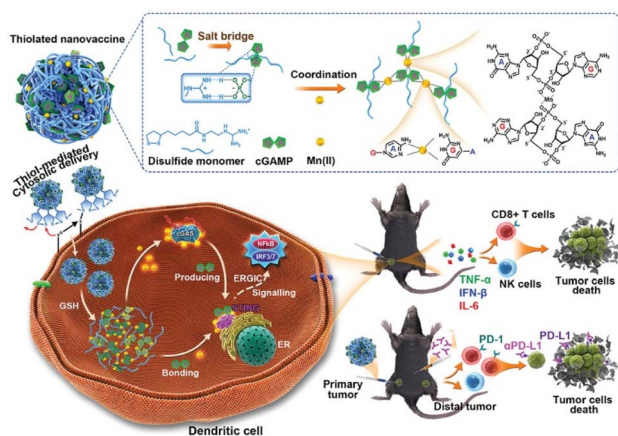 Thiolated nanovaccine
Salt bridge
Coordination
Disulfide monomer
cGAMP
Mn(II)
G
A
G
A
A
G
Mn
G
A
Thiol-mediated
cytosolic delivery
GSH
cGAS
Producing
Bonding
ERGIC
Signalling
NFkB
IRF3/7
STING
ER
Dendritic cell
TNF-α
IFN-β
IL-6
CD8+ T cells
NK cells
Tumor cells
death
Primary
tumor
Distal tumor
PD-1
αPD-L1
PD-L1
Tumor cells
death